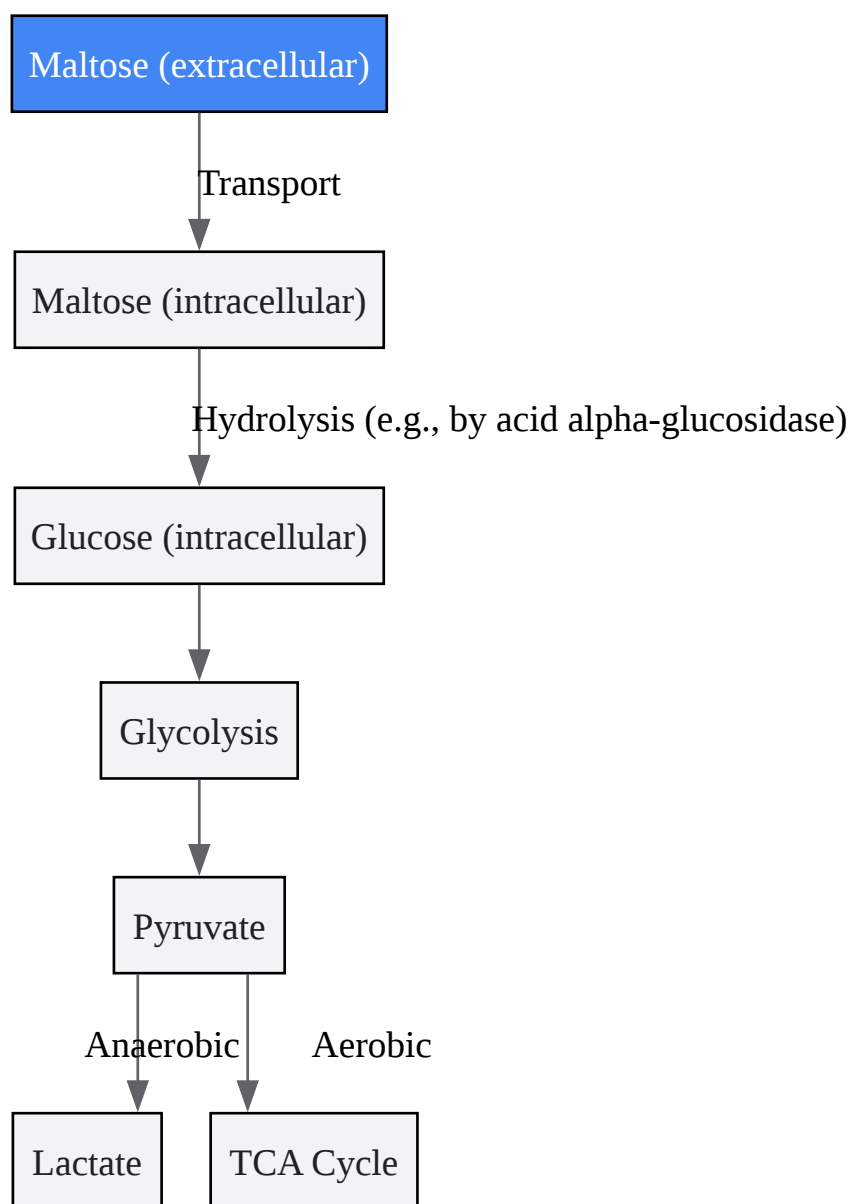 Maltose (extracellular)
Transport
Maltose (intracellular)
Hydrolysis (e.g., by acid alpha-glucosidase)
Glucose (intracellular)
Glycolysis
Pyruvate
Anaerobic
Aerobic
Lactate
TCA Cycle